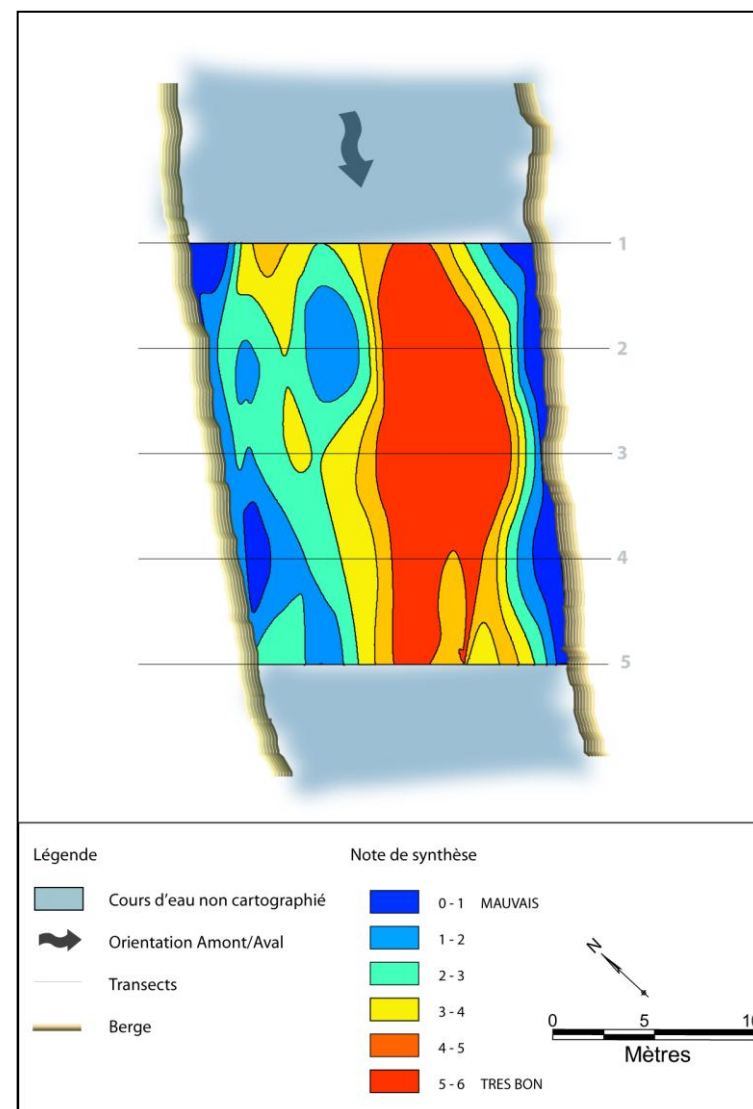 1
2
3
4
5
Légende
Cours d'eau non cartographié
Orientation Amont/Aval
Transects
Berge
Note de synthèse
0 - 1 MAUVAIS
1 - 2
2 - 3
3 - 4
4 - 5
5 - 6 TRES BON
N
0 5 10
Mètres